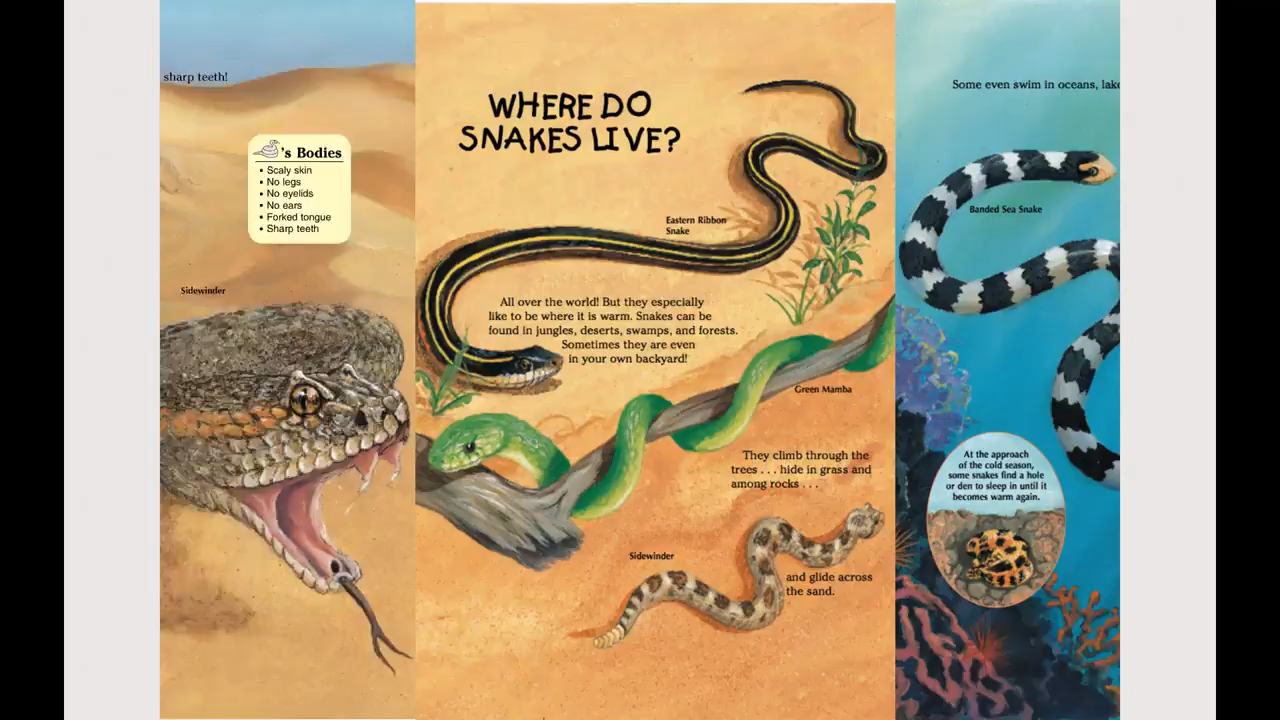 sharp teeth!
's Bodies
• Scaly skin
• No legs
• No eyelids
• No ears
• Forked tongue
• Sharp teeth
Sidewinder
WHERE DO
SNAKES LIVE?
Eastern Ribbon
Snake
All over the world! But they especially
like to be where it is warm. Snakes can be
found in jungles, deserts, swamps, and forests.
Sometimes they are even
in your own backyard!
Green Mamba
They climb through the
trees . . . hide in grass and
among rocks . . .
Sidewinder
and glide across
the sand.
Some even swim in oceans,
Banded Sea Snake
At the approach
of the cold season,
some snakes find a hole
or den to sleep in until it
becomes warm again.